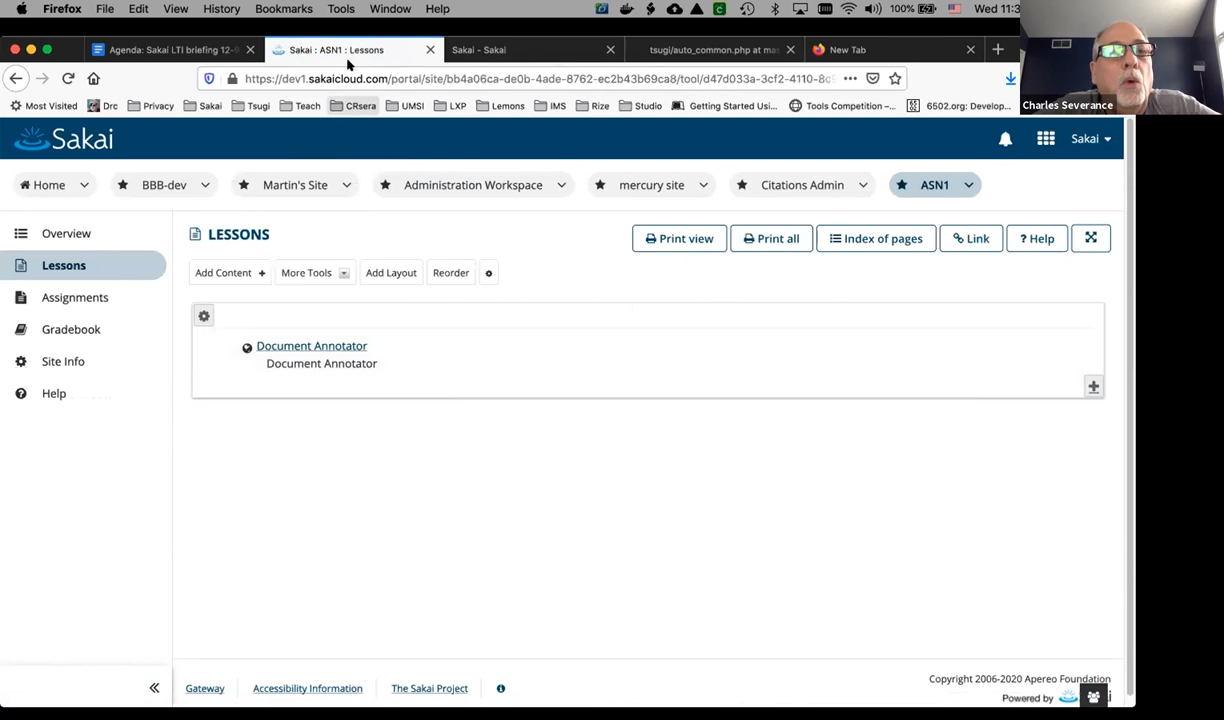 Firefox File Edit View History Bookmarks Tools Window Help 100% Wed 11:3
Agenda: Sakai LTI briefing 12- Sakai : ASN1 : Lessons Sakai - Sakai tsugi/auto_common.php at mas New Tab
https://dev1.sakaicloud.com/portal/site/bb4a06ca-de0b-4ade-8762-ec2b43b69ca8/tool/d47d033a-3cf2-4110-8c9
Most Visited Drc Privacy Sakai Tsugi Teach CRsera UMSI LXP Lemons IMS Rize Studio Getting Started Usi... Tools Competition –... 6502.org: Develop...
Charles Severance
Sakai Sakai
Home BBB-dev Martin's Site Administration Workspace mercury site Citations Admin ASN1
Overview
Lessons
Assignments
Gradebook
Site Info
Help
LESSONS Print view Print all Index of pages Link ? Help
Add Content + More Tools Add Layout Reorder
Document Annotator
Document Annotator
Gateway Accessibility Information The Sakai Project
Copyright 2006-2020 Apereo Foundation
Powered by